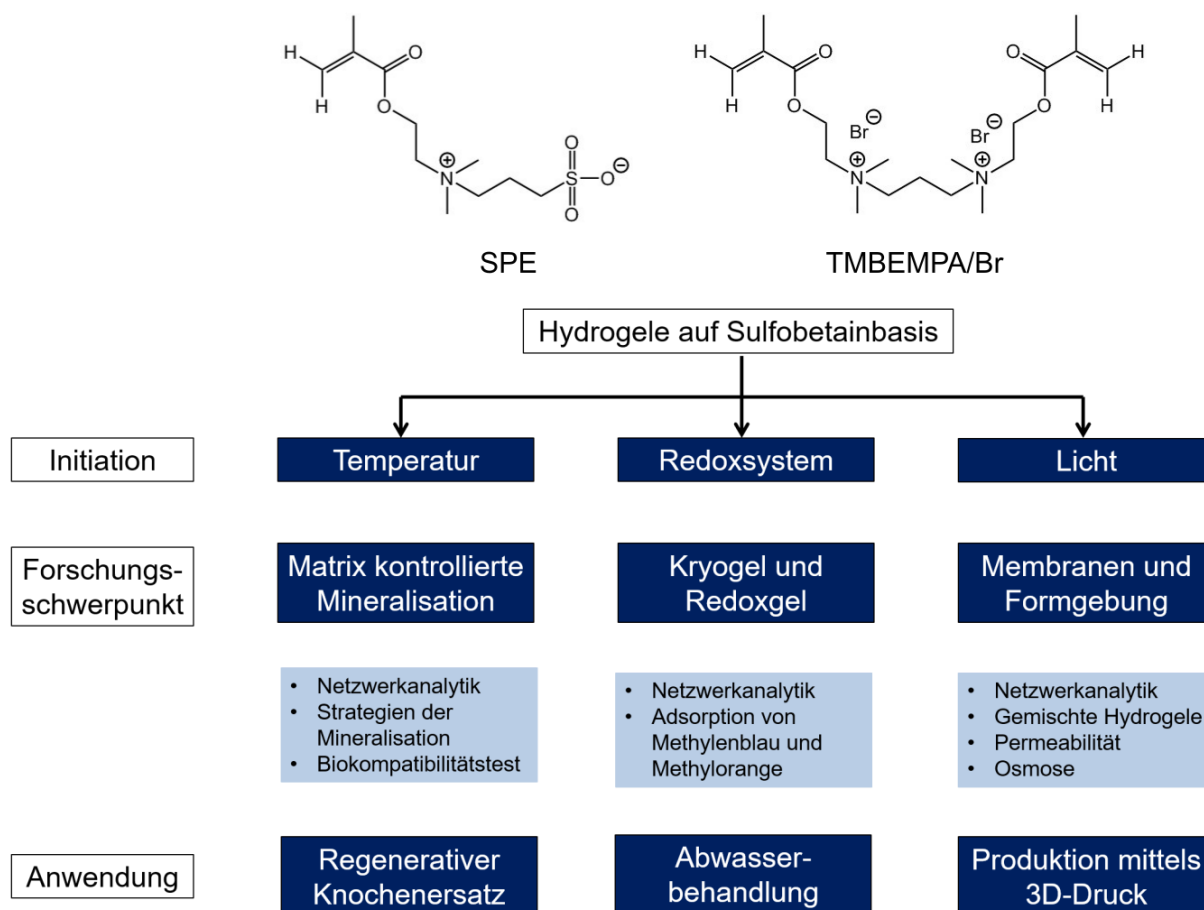 H
H
O
O
N
⊕
S
O
O
O
⊖
H
H
O
O
Br
⊖
N
⊕
Br
⊖
N
⊕
O
O
H
H
SPE
TMBEMPA/Br
Hydrogele auf Sulfobetainbasis
Initiation
Temperatur
Redoxsystem
Licht
Forschungs-
schwerpunkt
Matrix kontrollierte
Mineralisation
Kryogel und
Redoxgel
Membranen und
Formgebung
• Netzwerkanalytik
• Strategien der
Mineralisation
• Biokompatibilitätstest
• Netzwerkanalytik
• Adsorption von
Methylenblau und
Methylorange
• Netzwerkanalytik
• Gemischte Hydrogele
• Permeabilität
• Osmose
Anwendung
Regenerativer
Knochenersatz
Abwasser-
behandlung
Produktion mittels
3D-Druck